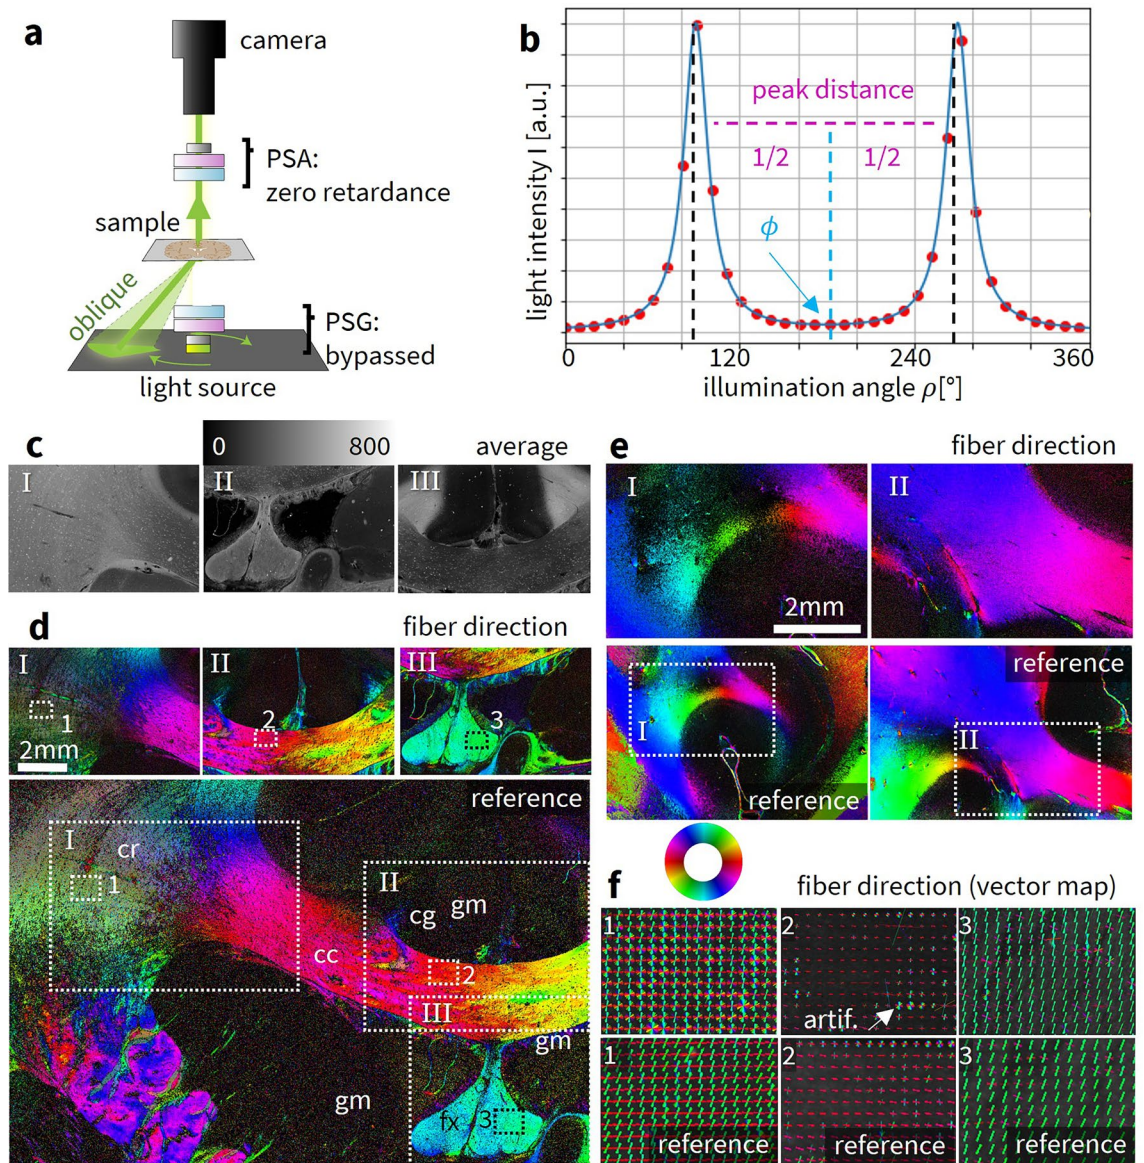 a
camera
PSA:
zero retardance
sample
oblique
PSG:
bypassed
light source
b
light intensity I [a.u.]
peak distance
1/2 1/2
ϕ
0 120 240 360
illumination angle ρ[°]
c
0 800
average
I II III
d
fiber direction
I II III
1 2 3
2mm
reference
I
cr
1
II
cg gm
cc
2
III
gm
gm
fx 3
e
fiber direction
I II
2mm
reference
I
II
reference
f
fiber direction (vector map)
1 2 3
artif.
1 2 3
reference reference reference